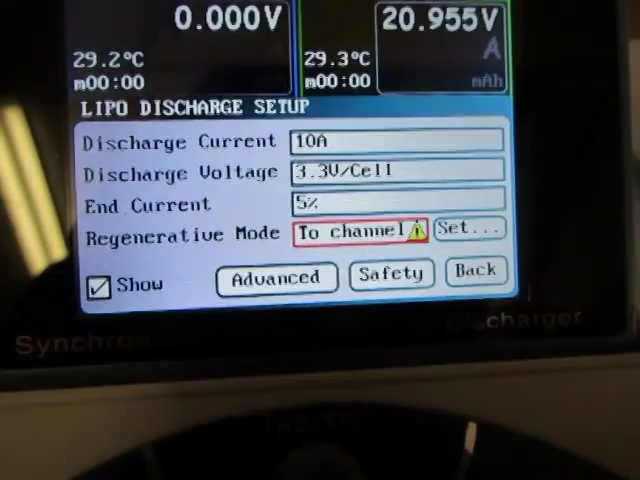 0.000V 20.955V
29.2°C 29.3°C A
m00:00 m00:00 mAh
LIPO DISCHARGE SETUP
Discharge Current 10A
Discharge Voltage 3.3V/Cell
End Current 5%
Regenerative Mode To channel Set...
Show Advanced Safety Back
Discharger